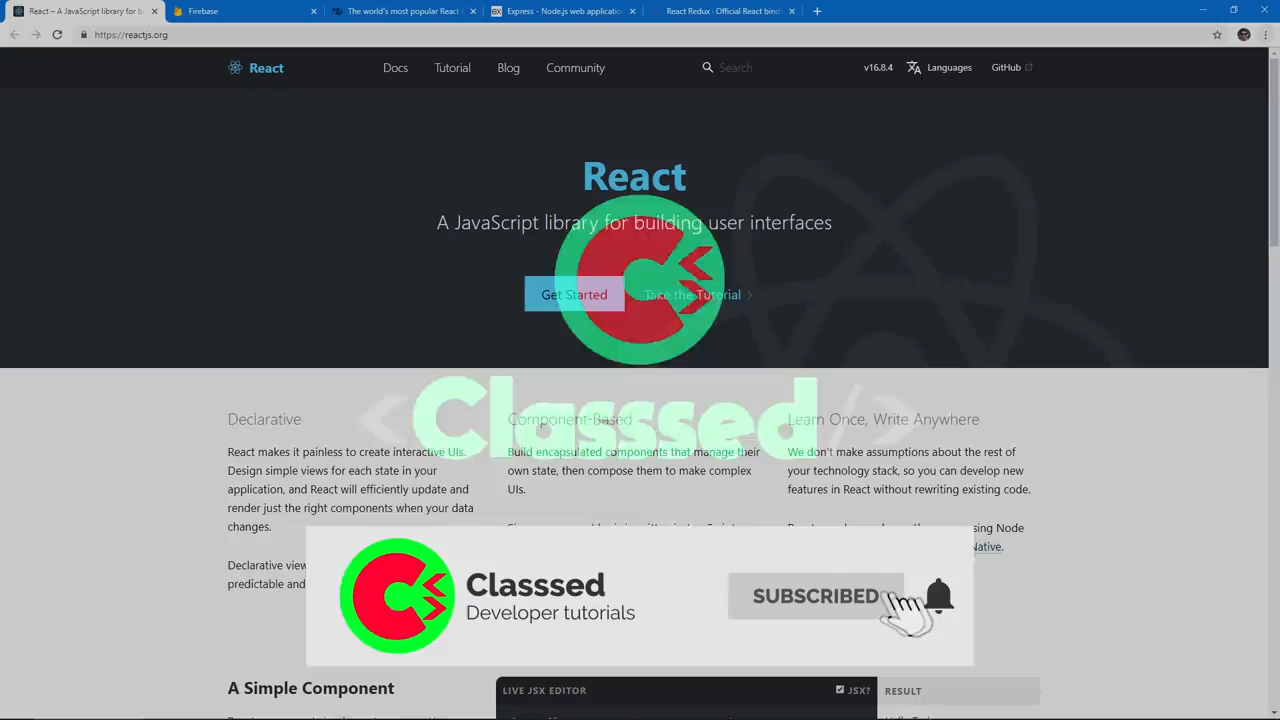 React – A JavaScript library for b
Firebase
The world's most popular React
Express - Node.js web applicatio
React Redux · Official React bind
https://reactjs.org
React
Docs
Tutorial
Blog
Community
Search
v16.8.4
Languages
GitHub
React
A JavaScript library for building user interfaces
Get Started
Take the Tutorial
<Classsed/>
Declarative
React makes it painless to create interactive UIs.
Design simple views for each state in your
application, and React will efficiently update and
render just the right components when your data
changes.
Declarative view
predictable and
Component-Based
Build encapsulated components that manage their
own state, then compose them to make complex
UIs.
Learn Once, Write Anywhere
We don't make assumptions about the rest of
your technology stack, so you can develop new
features in React without rewriting existing code.
sing Node
Native.
Classsed
Developer tutorials
SUBSCRIBED
A Simple Component
LIVE JSX EDITOR
JSX?
RESULT